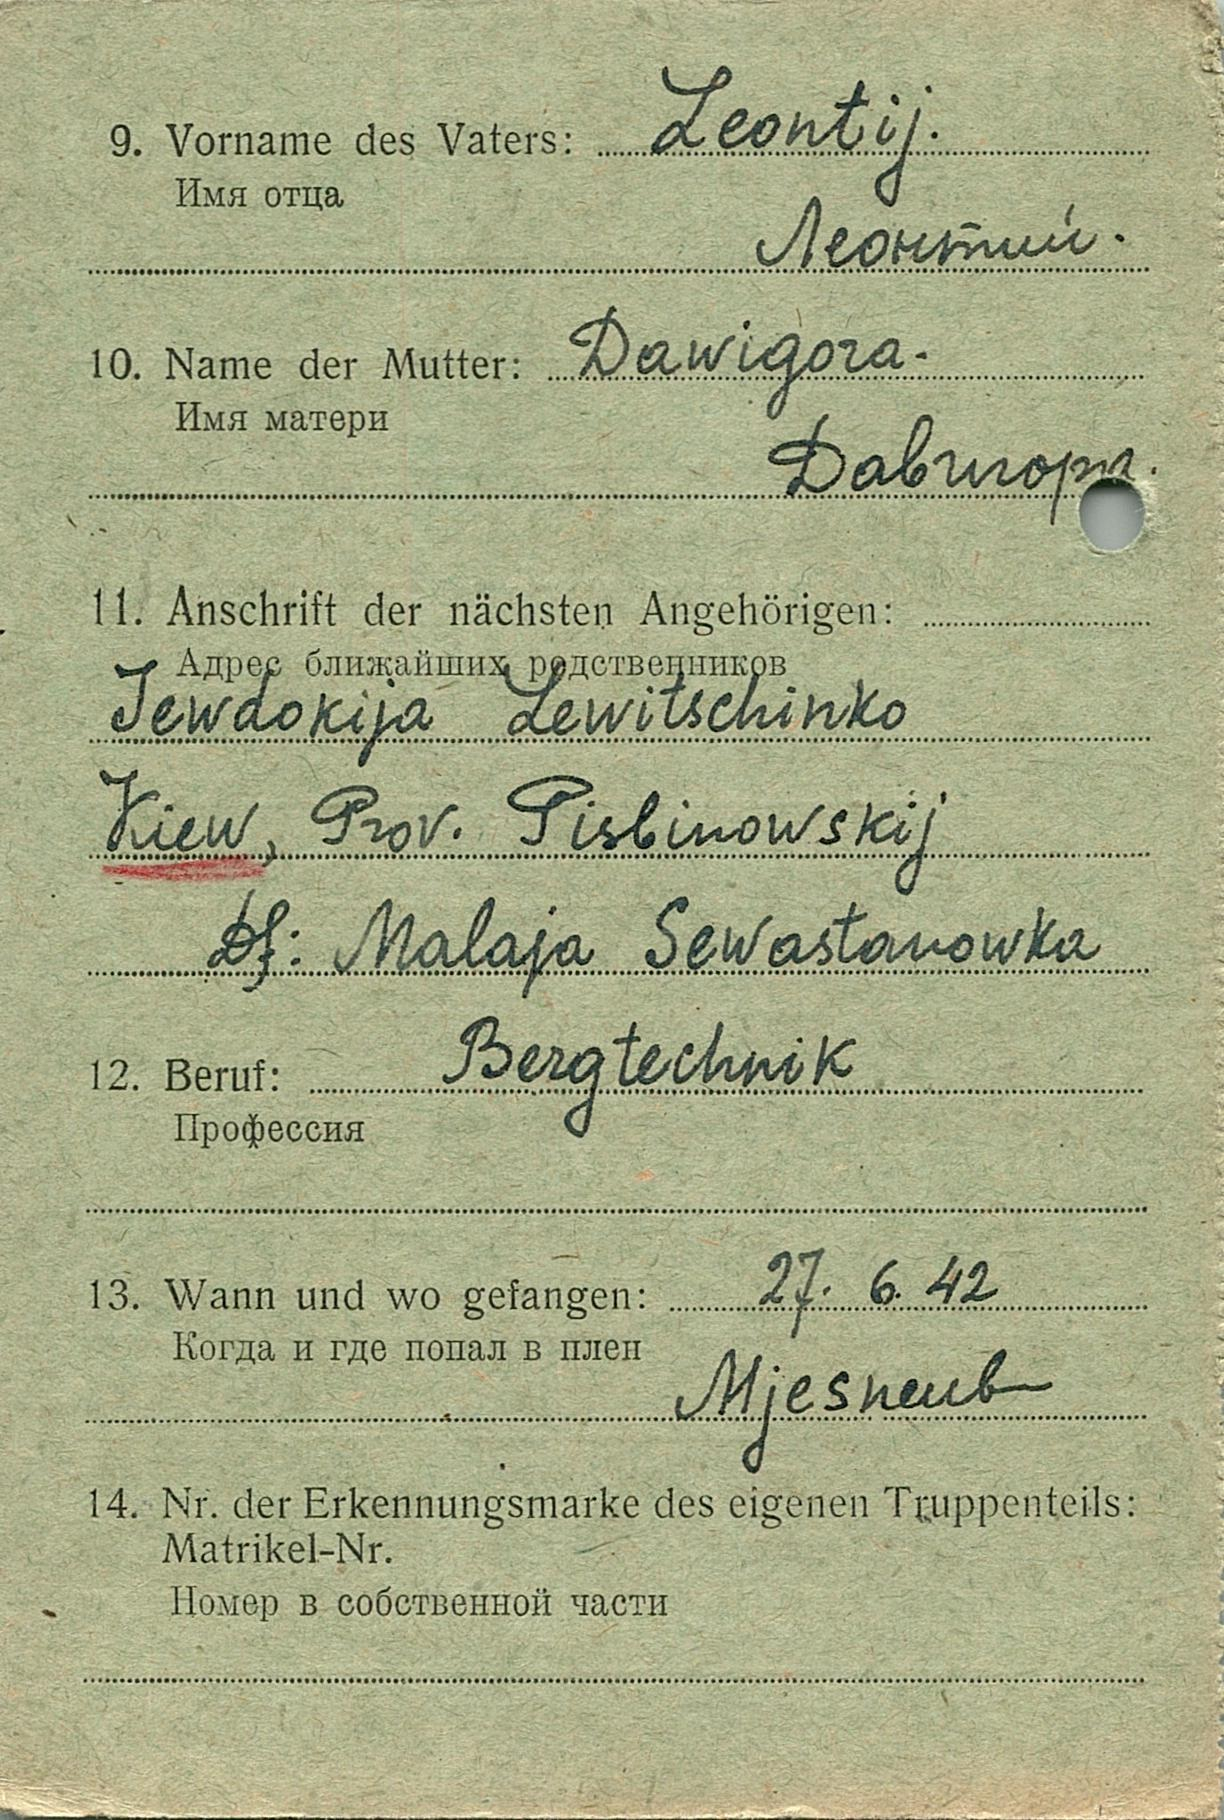 9. Vorname des Vaters: Leontij.
Имя отца
Леонтий.
10. Name der Mutter: Dawigora.
Имя матери
Давигора.
11. Anschrift der nächsten Angehörigen:
Адрес ближайших родственников
Jewdokija Lewitschinko
Kiew, Prov. Pisbinowskij
Df: Malaja Sewastanowka
12. Beruf: Bergtechnik
Профессия
13. Wann und wo gefangen: 27. 6. 42
Когда и где попал в плен
14. Nr. der Erkennungsmarke des eigenen Truppenteils:
Matrikel-Nr.
Номер в собственной части